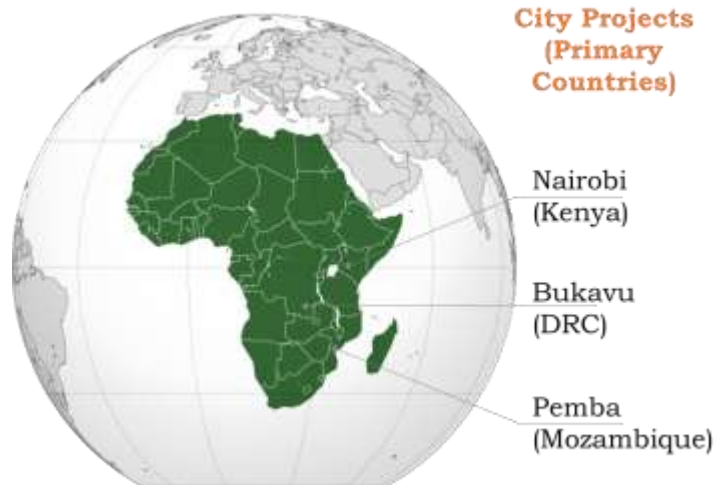 City Projects
(Primary
Countries)
Nairobi
(Kenya)
Bukavu
(DRC)
Pemba
(Mozambique)